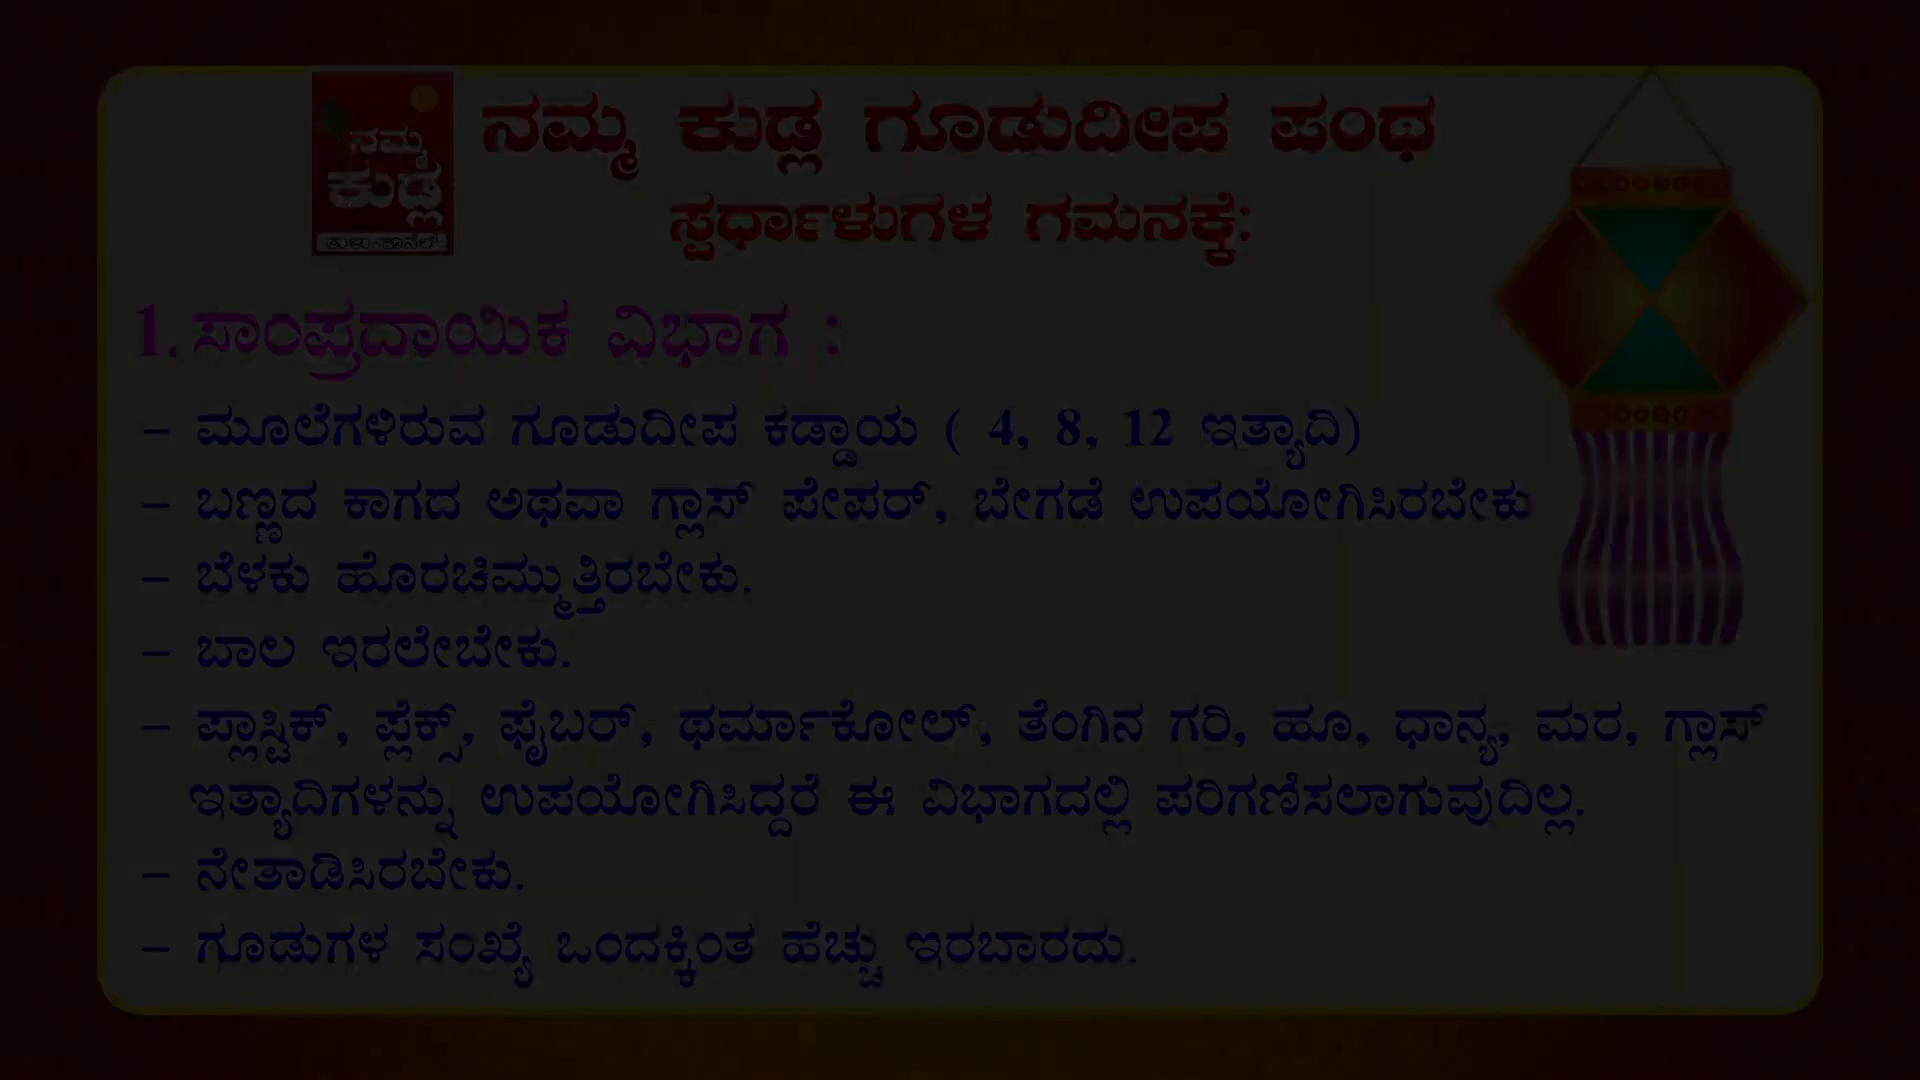 ನಮ್ಮ
ಕುಡ್ಲ
ತುಳು ಚಾನೆಲ್
ನಮ್ಮ ಕುಡ್ಲ ಗೂಡುದೀಪ ಪಂಥ
ಸ್ಪರ್ಧಾಳುಗಳ ಗಮನಕ್ಕೆ:
1. ಸಾಂಪ್ರದಾಯಿಕ ವಿಭಾಗ :
– ಮೂಲೆಗಳಿರುವ ಗೂಡುದೀಪ ಕಡ್ಡಾಯ ( 4, 8, 12 ಇತ್ಯಾದಿ)
– ಬಣ್ಣದ ಕಾಗದ ಅಥವಾ ಗ್ಲಾಸ್ ಪೇಪರ್, ಬೇಗಡೆ ಉಪಯೋಗಿಸಿರಬೇಕು
– ಬೆಳಕು ಹೊರಚಿಮ್ಮುತ್ತಿರಬೇಕು.
– ಬಾಲ ಇರಲೇಬೇಕು.
– ಪ್ಲಾಸ್ಟಿಕ್, ಪ್ಲೆಕ್ಸ್, ಫೈಬರ್, ಥರ್ಮಾಕೋಲ್, ತೆಂಗಿನ ಗರಿ, ಹೂ, ಧಾನ್ಯ, ಮರ, ಗ್ಲಾಸ್
ಇತ್ಯಾದಿಗಳನ್ನು ಉಪಯೋಗಿಸಿದ್ದರೆ ಈ ವಿಭಾಗದಲ್ಲಿ ಪರಿಗಣಿಸಲಾಗುವುದಿಲ್ಲ.
– ನೇತಾಡಿಸಿರಬೇಕು.
– ಗೂಡುಗಳ ಸಂಖ್ಯೆ ಒಂದಕ್ಕಿಂತ ಹೆಚ್ಚು ಇರಬಾರದು.